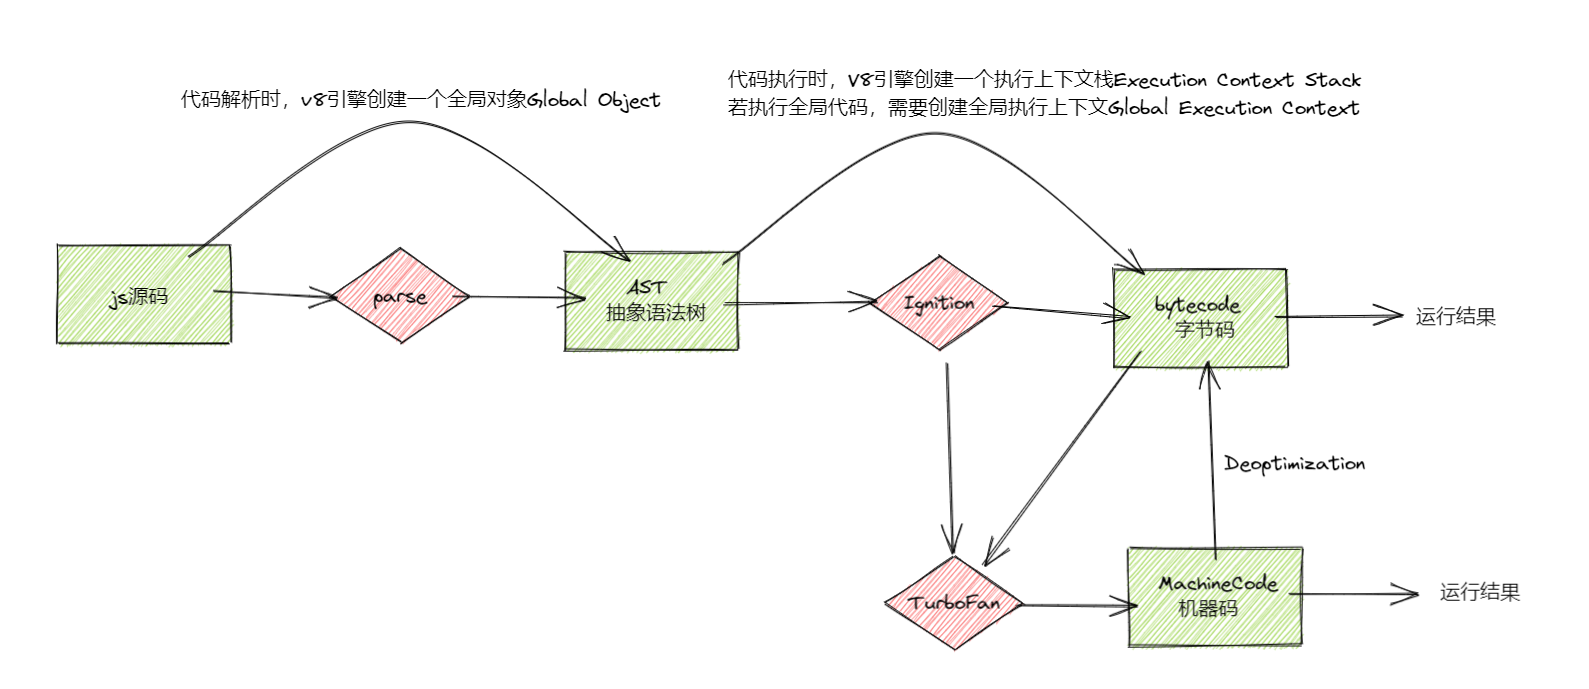 代码解析时，v8引擎创建一个全局对象Global Object
代码执行时，V8引擎创建一个执行上下文栈Execution Context Stack
若执行全局代码，需要创建全局执行上下文Global Execution Context
js源码
parse
AST
抽象语法树
Ignition
bytecode
字节码
运行结果
Deoptimization
TurboFan
MachineCode
机器码
运行结果